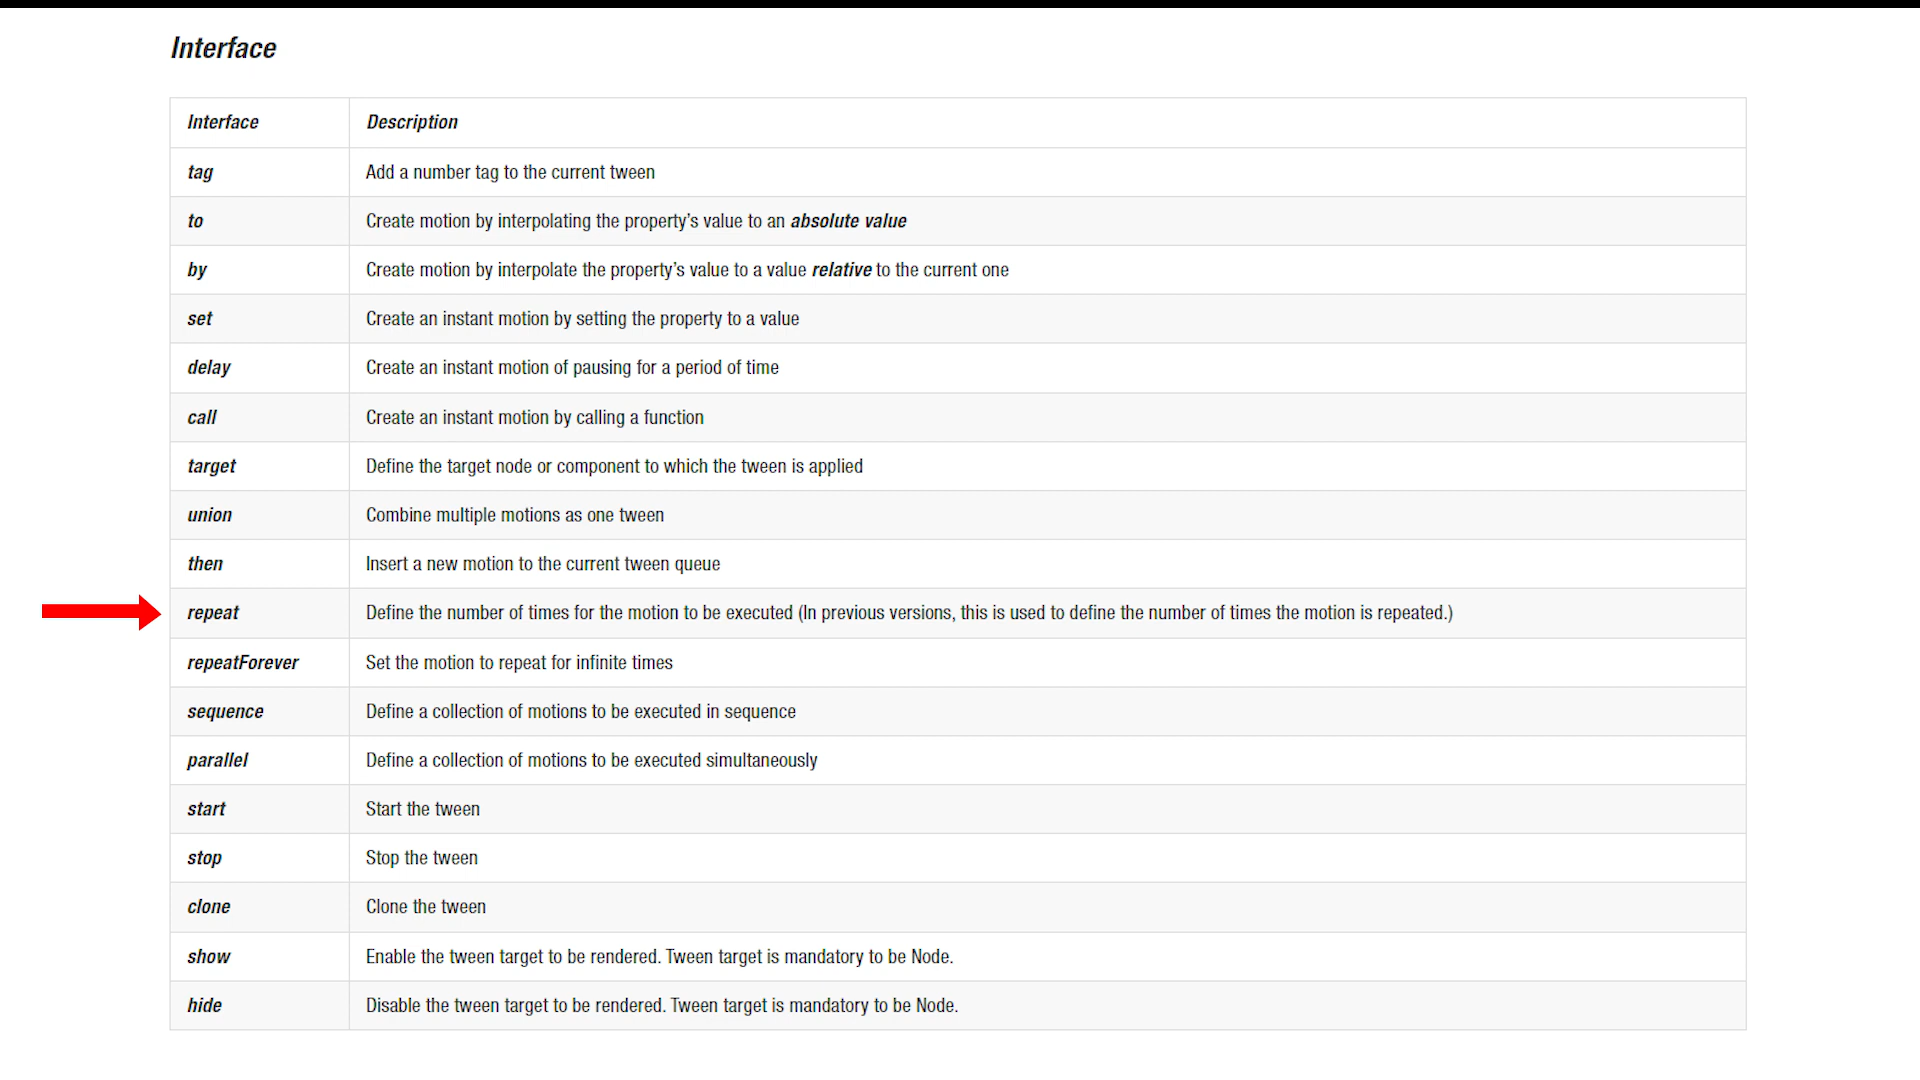 Interface
Interface Description
tag Add a number tag to the current tween
to Create motion by interpolating the property’s value to an absolute value
by Create motion by interpolate the property’s value to a value relative to the current one
set Create an instant motion by setting the property to a value
delay Create an instant motion of pausing for a period of time
call Create an instant motion by calling a function
target Define the target node or component to which the tween is applied
union Combine multiple motions as one tween
then Insert a new motion to the current tween queue
repeat Define the number of times for the motion to be executed (In previous versions, this is used to define the number of times the motion is repeated.)
repeatForever Set the motion to repeat for infinite times
sequence Define a collection of motions to be executed in sequence
parallel Define a collection of motions to be executed simultaneously
start Start the tween
stop Stop the tween
clone Clone the tween
show Enable the tween target to be rendered. Tween target is mandatory to be Node.
hide Disable the tween target to be rendered. Tween target is mandatory to be Node.